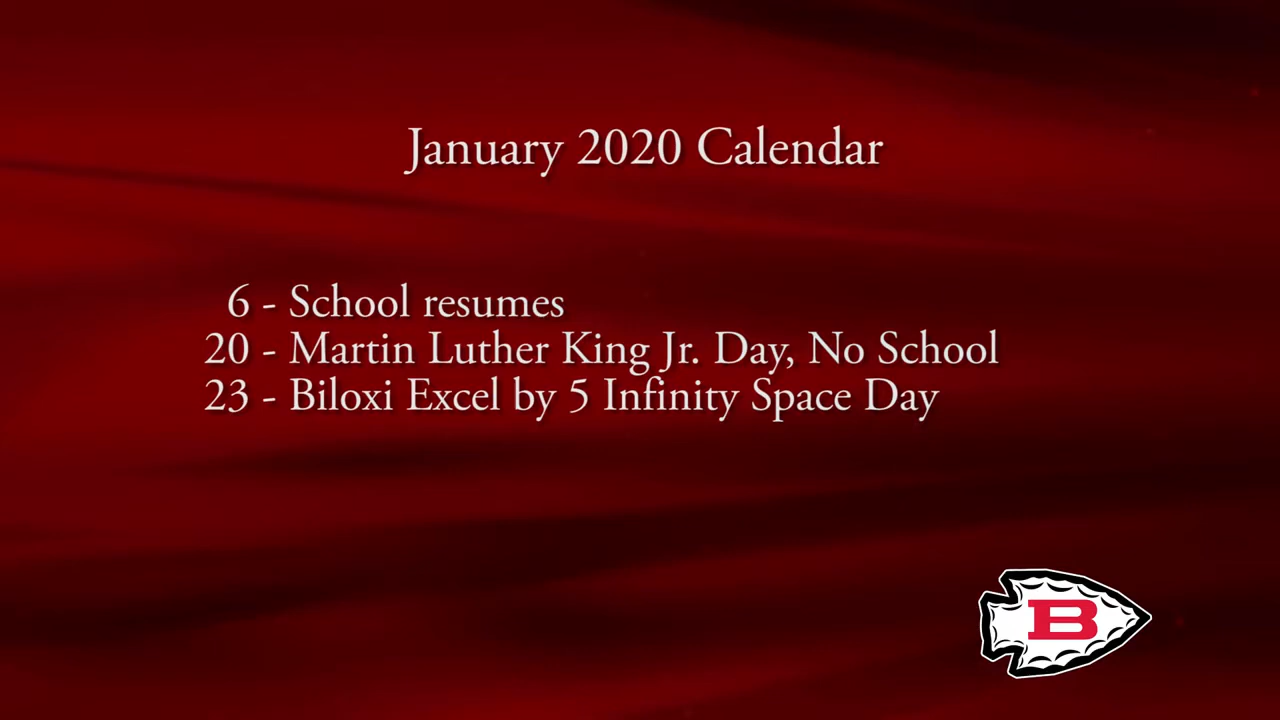 January 2020 Calendar
6 - School resumes
20 - Martin Luther King Jr. Day, No School
23 - Biloxi Excel by 5 Infinity Space Day
B